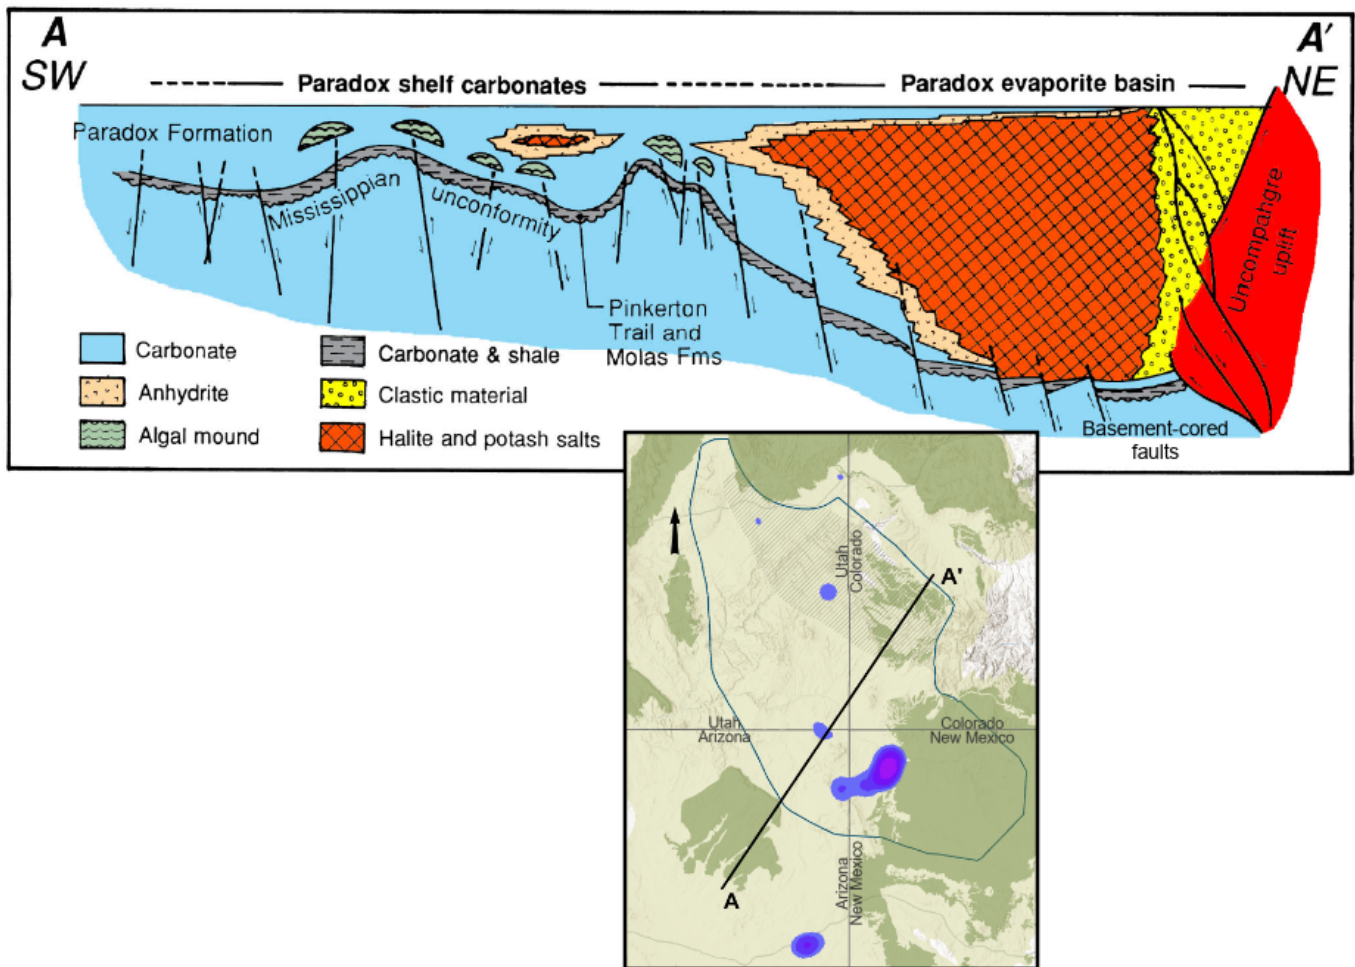 A
SW
Paradox shelf carbonates
Paradox evaporite basin
A'
NE
Paradox Formation
Mississippian
unconformity
Pinkerton
Trail and
Molas Fms
Uncompahgre
uplift
Basement-cored
faults
Carbonate
Anhydrite
Algal mound
Carbonate & shale
Clastic material
Halite and potash salts
Utah
Colorado
A'
Utah
Arizona
Colorado
New Mexico
Arizona
New Mexico
A